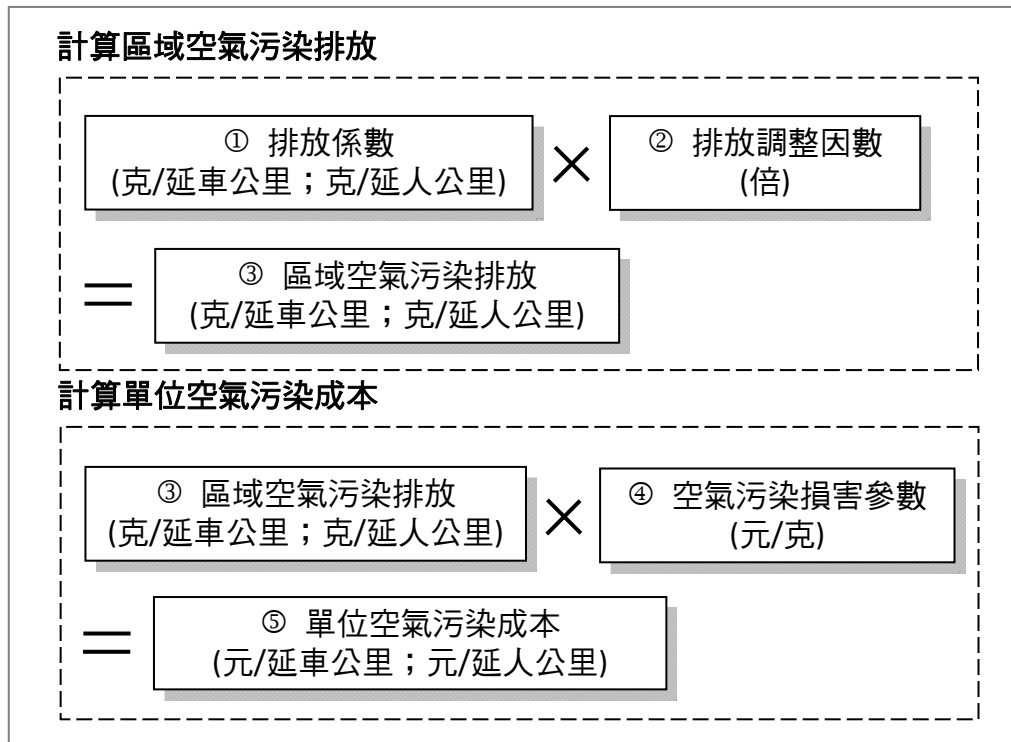 計算區域空氣污染排放
① 排放係數
(克/延車公里；克/延人公里)
×
② 排放調整因數
(倍)
=
③ 區域空氣污染排放
(克/延車公里；克/延人公里)
計算單位空氣污染成本
③ 區域空氣污染排放
(克/延車公里；克/延人公里)
×
④ 空氣污染損害參數
(元/克)
=
⑤ 單位空氣污染成本
(元/延車公里；元/延人公里)